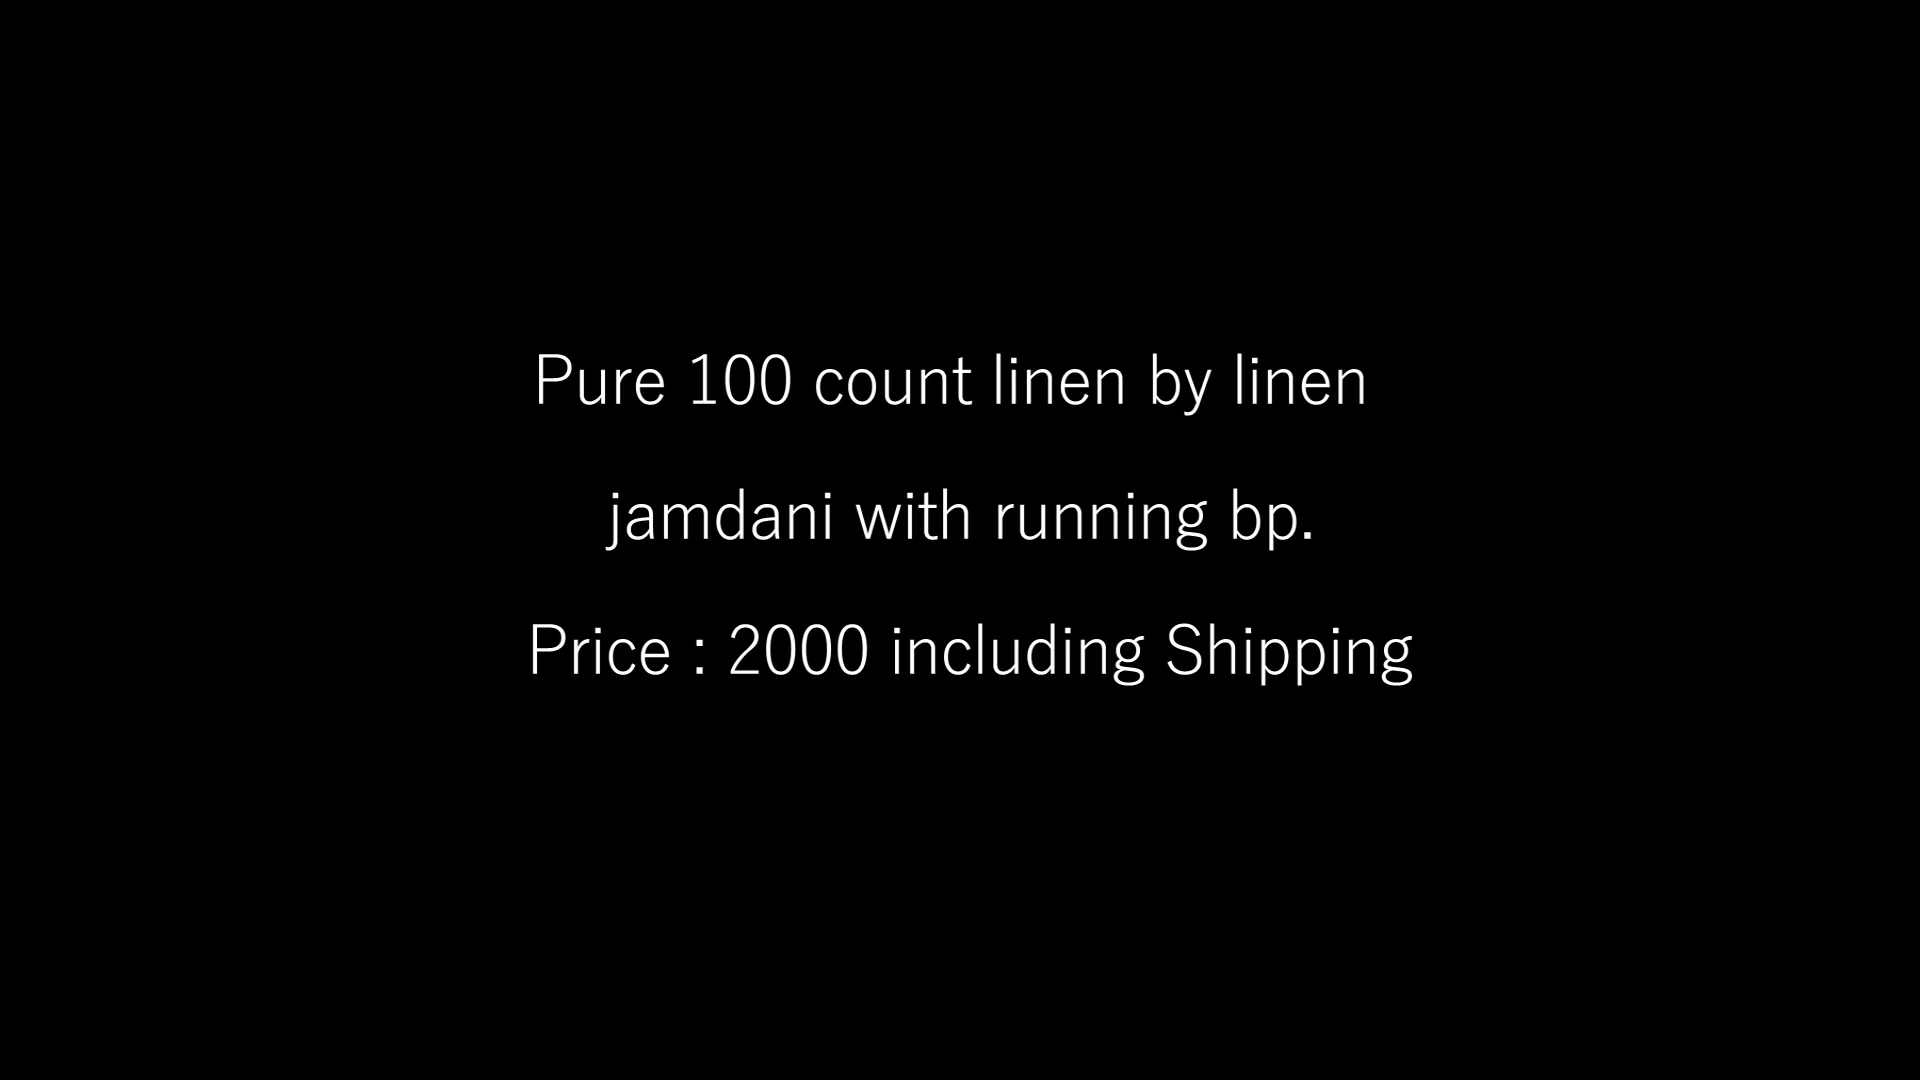 Pure 100 count linen by linen
jamdani with running bp.
Price : 2000 including Shipping